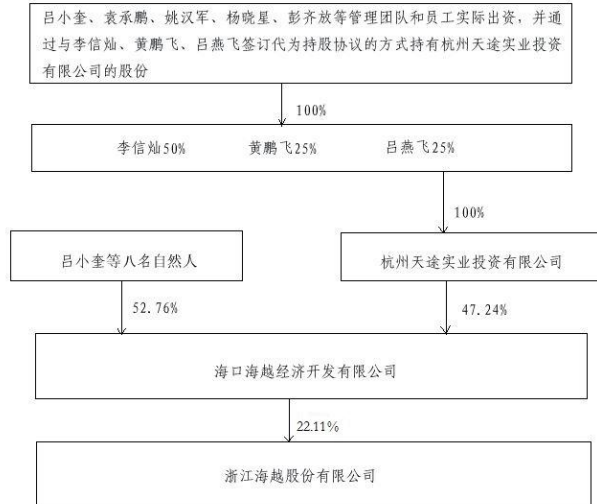 吕小奎、袁承鹏、姚汉军、杨晓星、彭齐放等管理团队和员工实际出资，并通
过与李信灿、黄鹏飞、吕燕飞签订代为持股协议的方式持有杭州天途实业投资
有限公司的股份
100%
李信灿50% 黄鹏飞25% 吕燕飞25%
100%
吕小奎等八名自然人 杭州天途实业投资有限公司
52.76% 47.24%
海口海越经济开发有限公司
22.11%
浙江海越股份有限公司